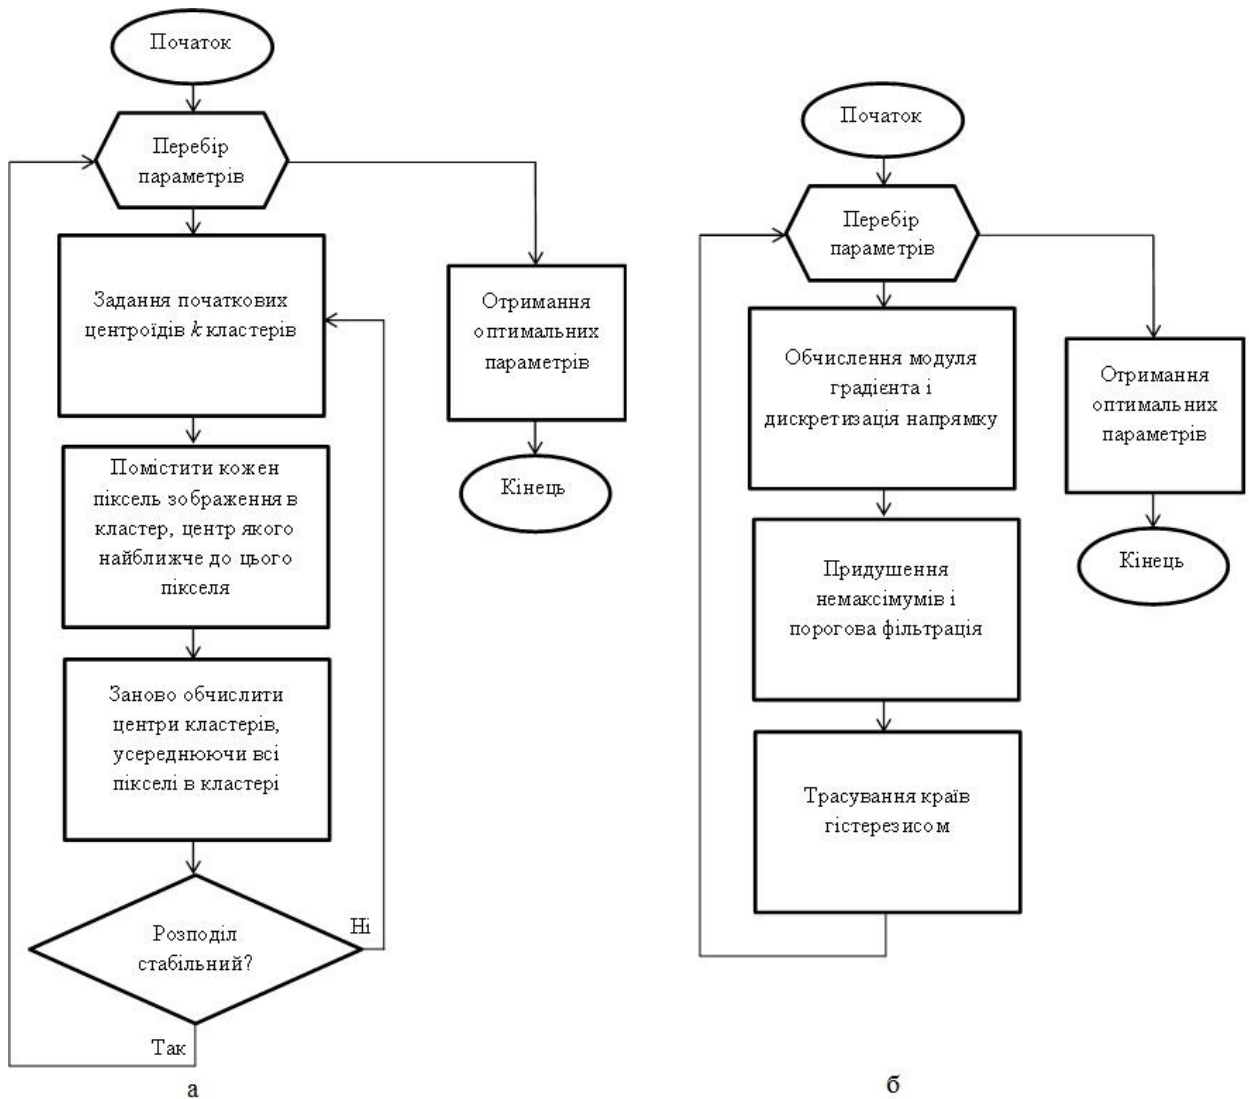 Початок
Перебір
параметрів
Задання початкових
центроїдів k кластерів
Помістити кожен
піксель зображення в
кластер, центр якого
найближче до цього
пікселя
Заново обчислити
центри кластерів,
усереднюючи всі
пікселі в кластері
Розподіл
стабільний?
Ні
Так
Отримання
оптимальних
параметрів
Кінець
а
Початок
Перебір
параметрів
Обчислення модуля
градієнта і
дискретизація напрямку
Придушення
немаксімумів і
порогова фільтрація
Трасування країв
гістерезисом
Отримання
оптимальних
параметрів
Кінець
б